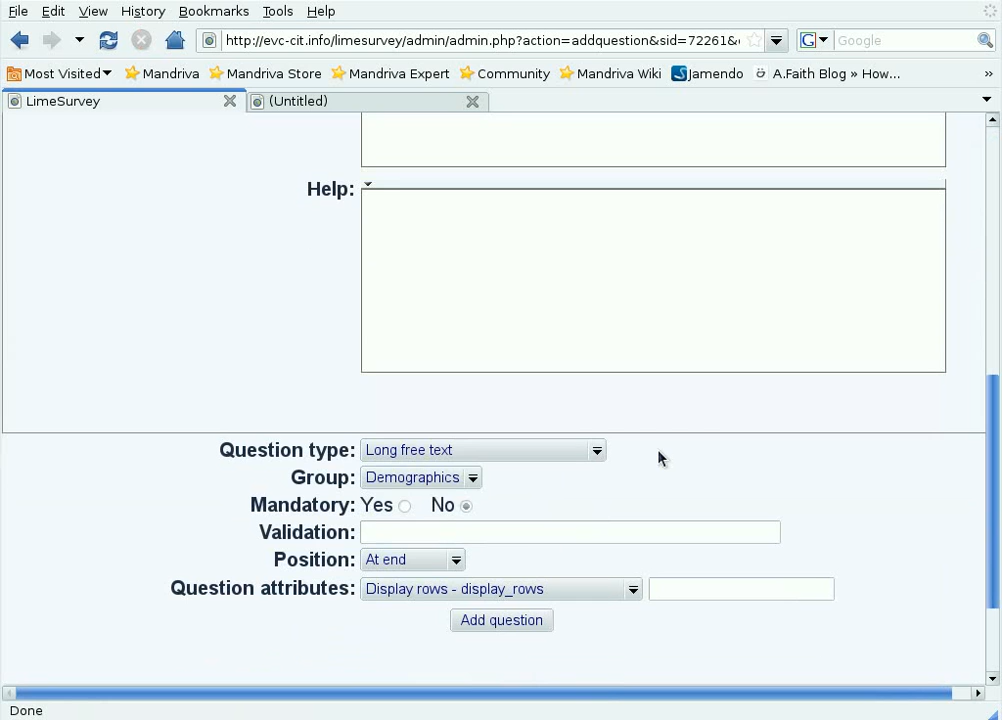 File Edit View History Bookmarks Tools Help
http://evc-cit.info/limesurvey/admin/admin.php?action=addquestion&sid=72261& Google
Most Visited Mandriva Mandriva Store Mandriva Expert Community Mandriva Wiki Jamendo A.Faith Blog » How... »
LimeSurvey (Untitled)
Help:
Question type: Long free text
Group: Demographics
Mandatory: Yes No
Validation:
Position: At end
Question attributes: Display rows - display_rows
Add question
Done